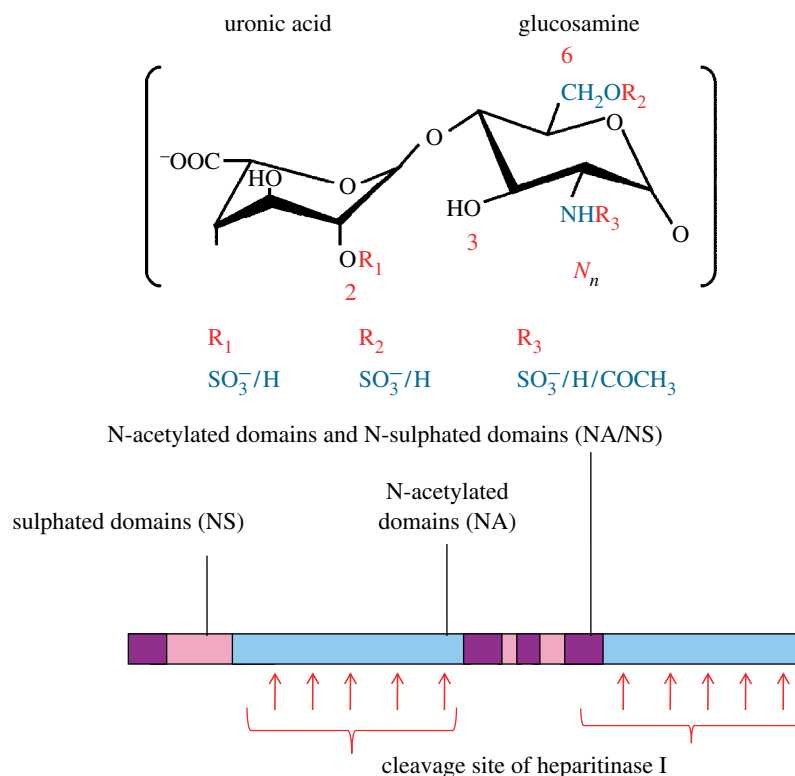 uronic acid glucosamine
6
CH₂OR₂
O
O
⁻OOC
O
HO
HO
NHR₃
3
O
OR₁
Nₙ
2
R₁ R₂ R₃
SO₃⁻/H SO₃⁻/H SO₃⁻/H/COCH₃
N-acetylated domains and N-sulphated domains (NA/NS)
N-acetylated
domains (NA)
sulphated domains (NS)
cleavage site of heparitinase I